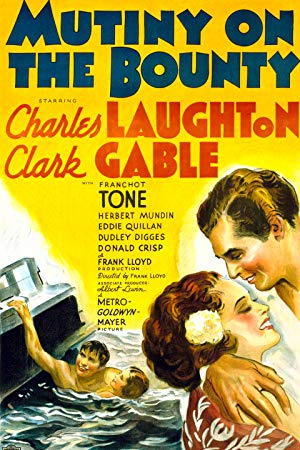 MUTINY ON
THE BOUNTY
STARRING
Charles LAUGHTON
Clark GABLE
WITH FRANCHOT
TONE
HERBERT MUNDIN
EDDIE QUILLAN
DUDLEY DIGGES
DONALD CRISP
A
FRANK LLOYD
PRODUCTION
Directed by FRANK LLOYD
ASSOCIATE PRODUCER:
Albert Lewin
A
METRO-
GOLDWYN-
MAYER
PICTURE